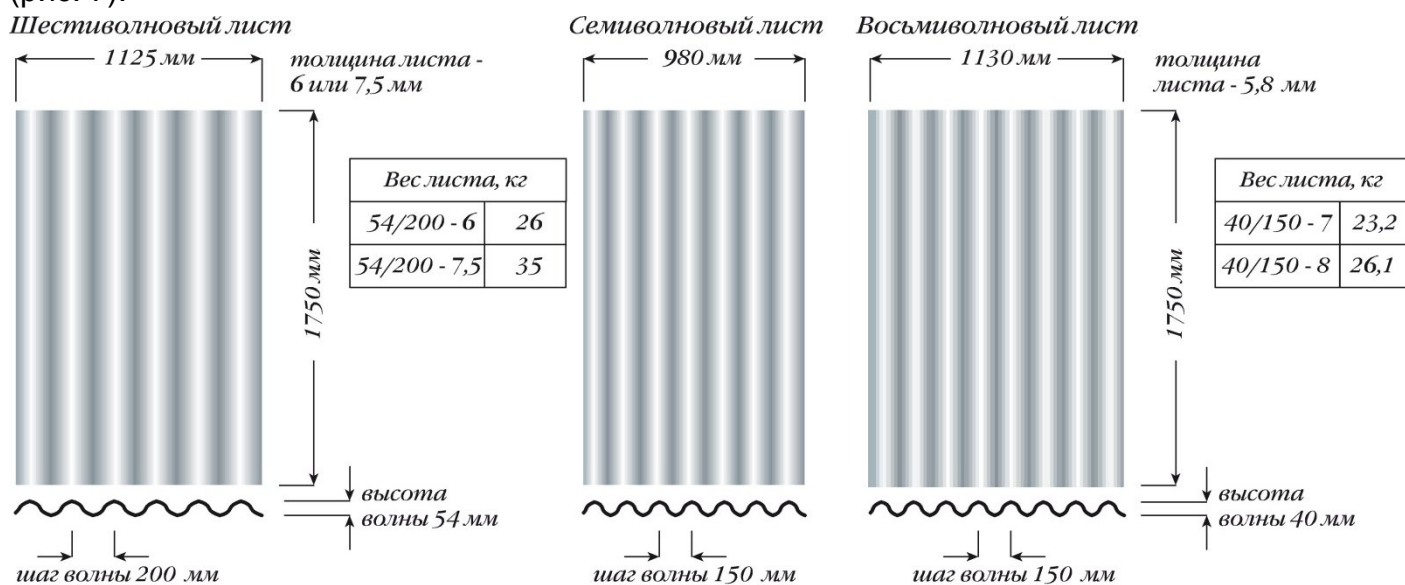 (рис. 7).
Шестиволновый лист
1125 мм
толщина листа -
6 или 7,5 мм
1750 мм
Вес листа, кг
54/200 - 6 26
54/200 - 7,5 35
высота
волны 54 мм
шаг волны 200 мм
Семиволновый лист
980 мм
шаг волны 150 мм
Восьмиволновый лист
1130 мм
толщина
листа - 5,8 мм
1750 мм
Вес листа, кг
40/150 - 7 23,2
40/150 - 8 26,1
высота
волны 40 мм
шаг волны 150 мм